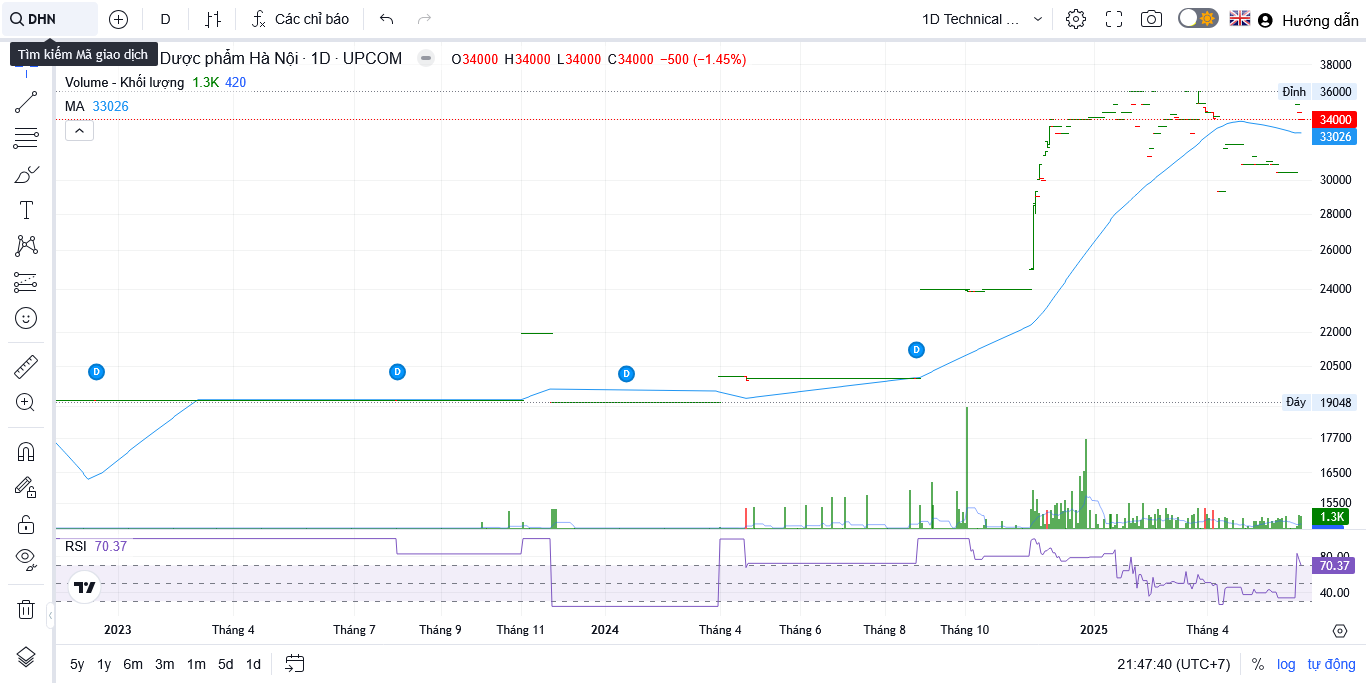 DHN D Các chỉ báo 1D Technical ... Hướng dẫn
Tìm kiếm Mã giao dịch
Dược phẩm Hà Nội · 1D · UPCOM O34000 H34000 L34000 C34000 −500 (−1.45%)
Volume - Khối lượng 1.3K 420
MA 33026
38000
Đỉnh 36000
34000
33026
30000
28000
26000
24000
22000
20500
Đáy 19048
17700
16500
15500
1.3K
D D D D
RSI 70.37
80.00
70.37
40.00
2023 Tháng 4 Tháng 7 Tháng 9 Tháng 11 2024 Tháng 4 Tháng 6 Tháng 8 Tháng 10 2025 Tháng 4
5y 1y 6m 3m 1m 5d 1d 21:47:40 (UTC+7) % log tự động